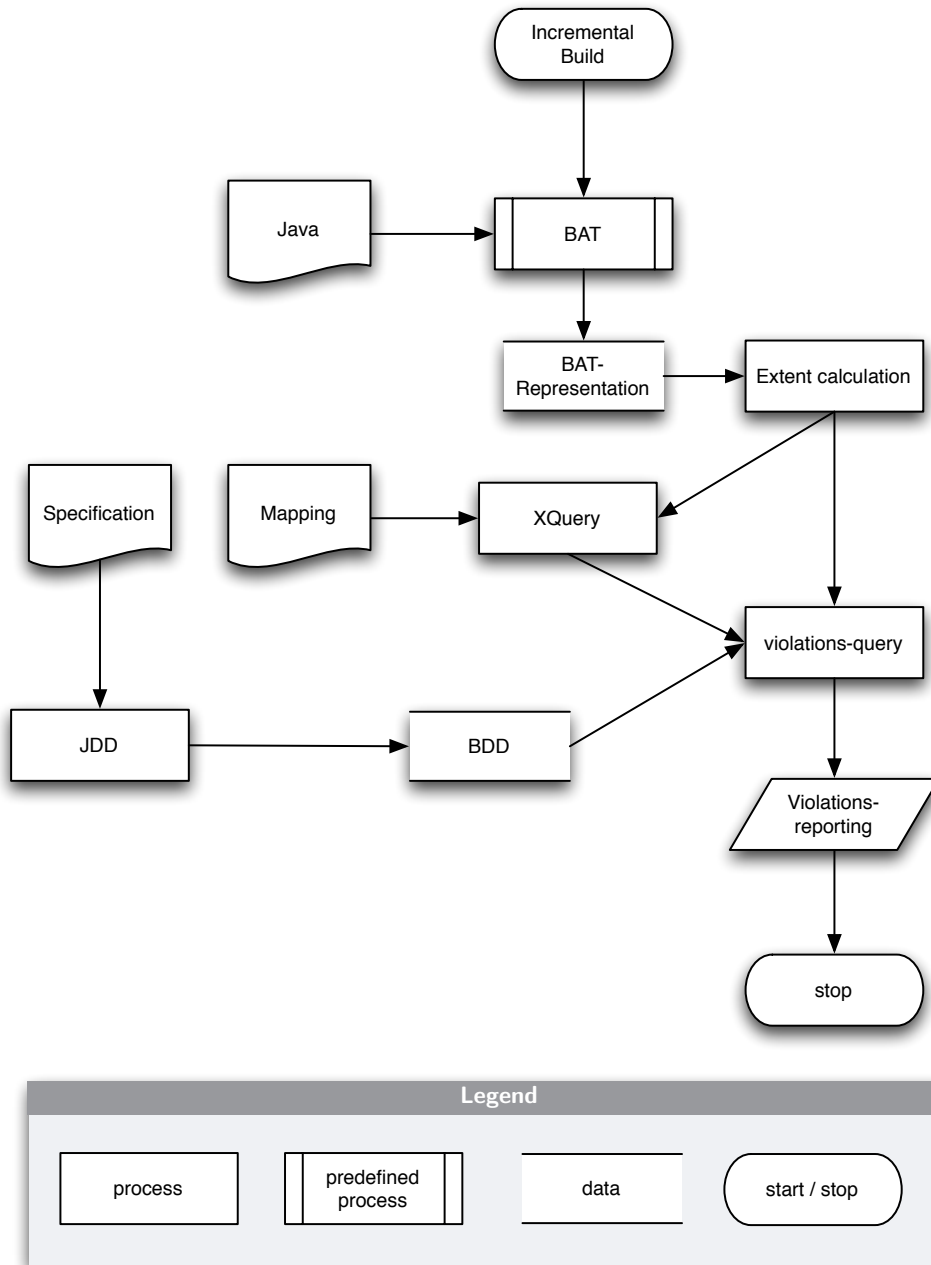 Incremental
Build
Java
BAT
BAT-
Representation
Extent calculation
Specification
Mapping
XQuery
violations-query
JDD
BDD
Violations-
reporting
stop
Legend
process
predefined
process
data
start / stop